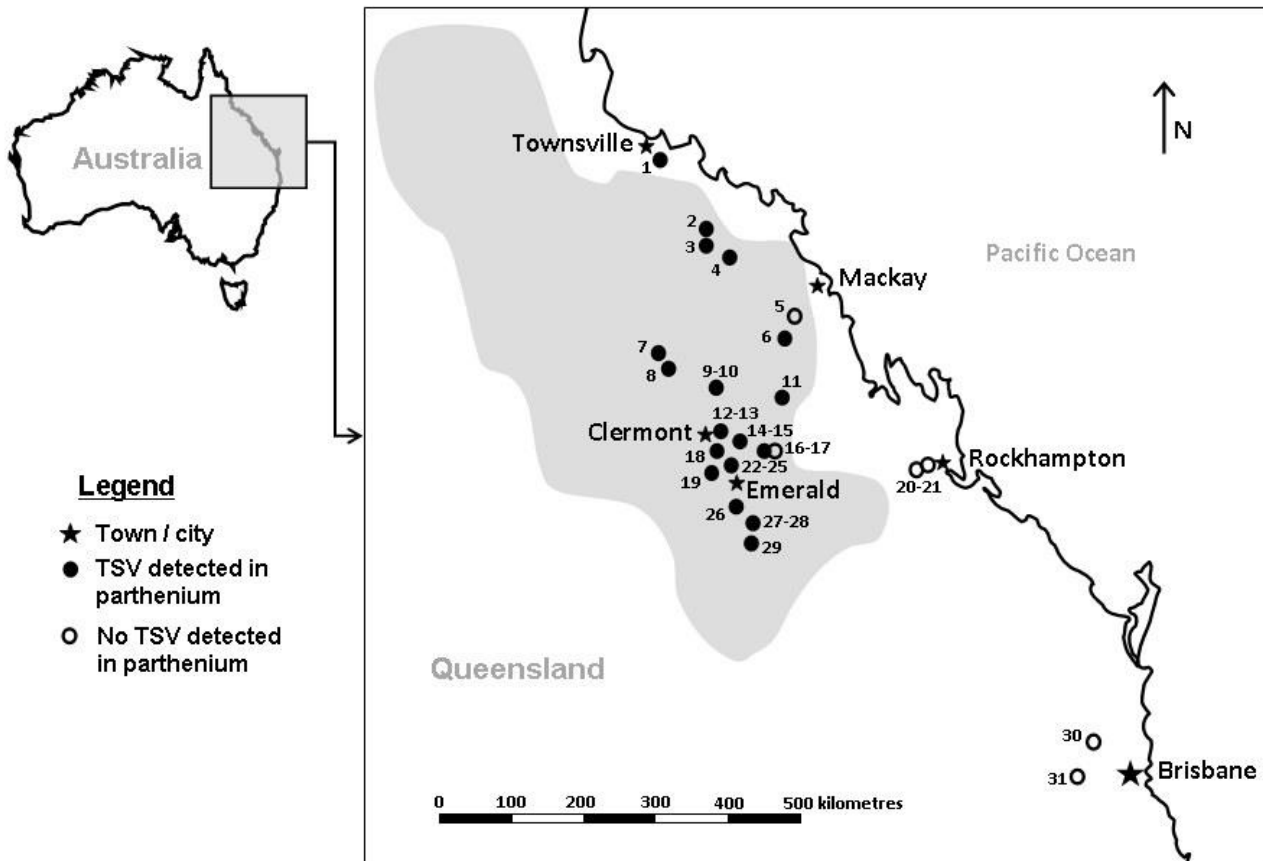 Australia
Legend
Town / city
TSV detected in
parthenium
No TSV detected
in parthenium
N
Townsville
1
2
3
4
Pacific Ocean
Mackay
5
6
7
8
9-10
11
12-13
Clermont
14-15
16-17
18
22-25
19
Emerald
Rockhampton
20-21
26
27-28
29
Queensland
30
31
Brisbane
0 100 200 300 400 500 kilometres